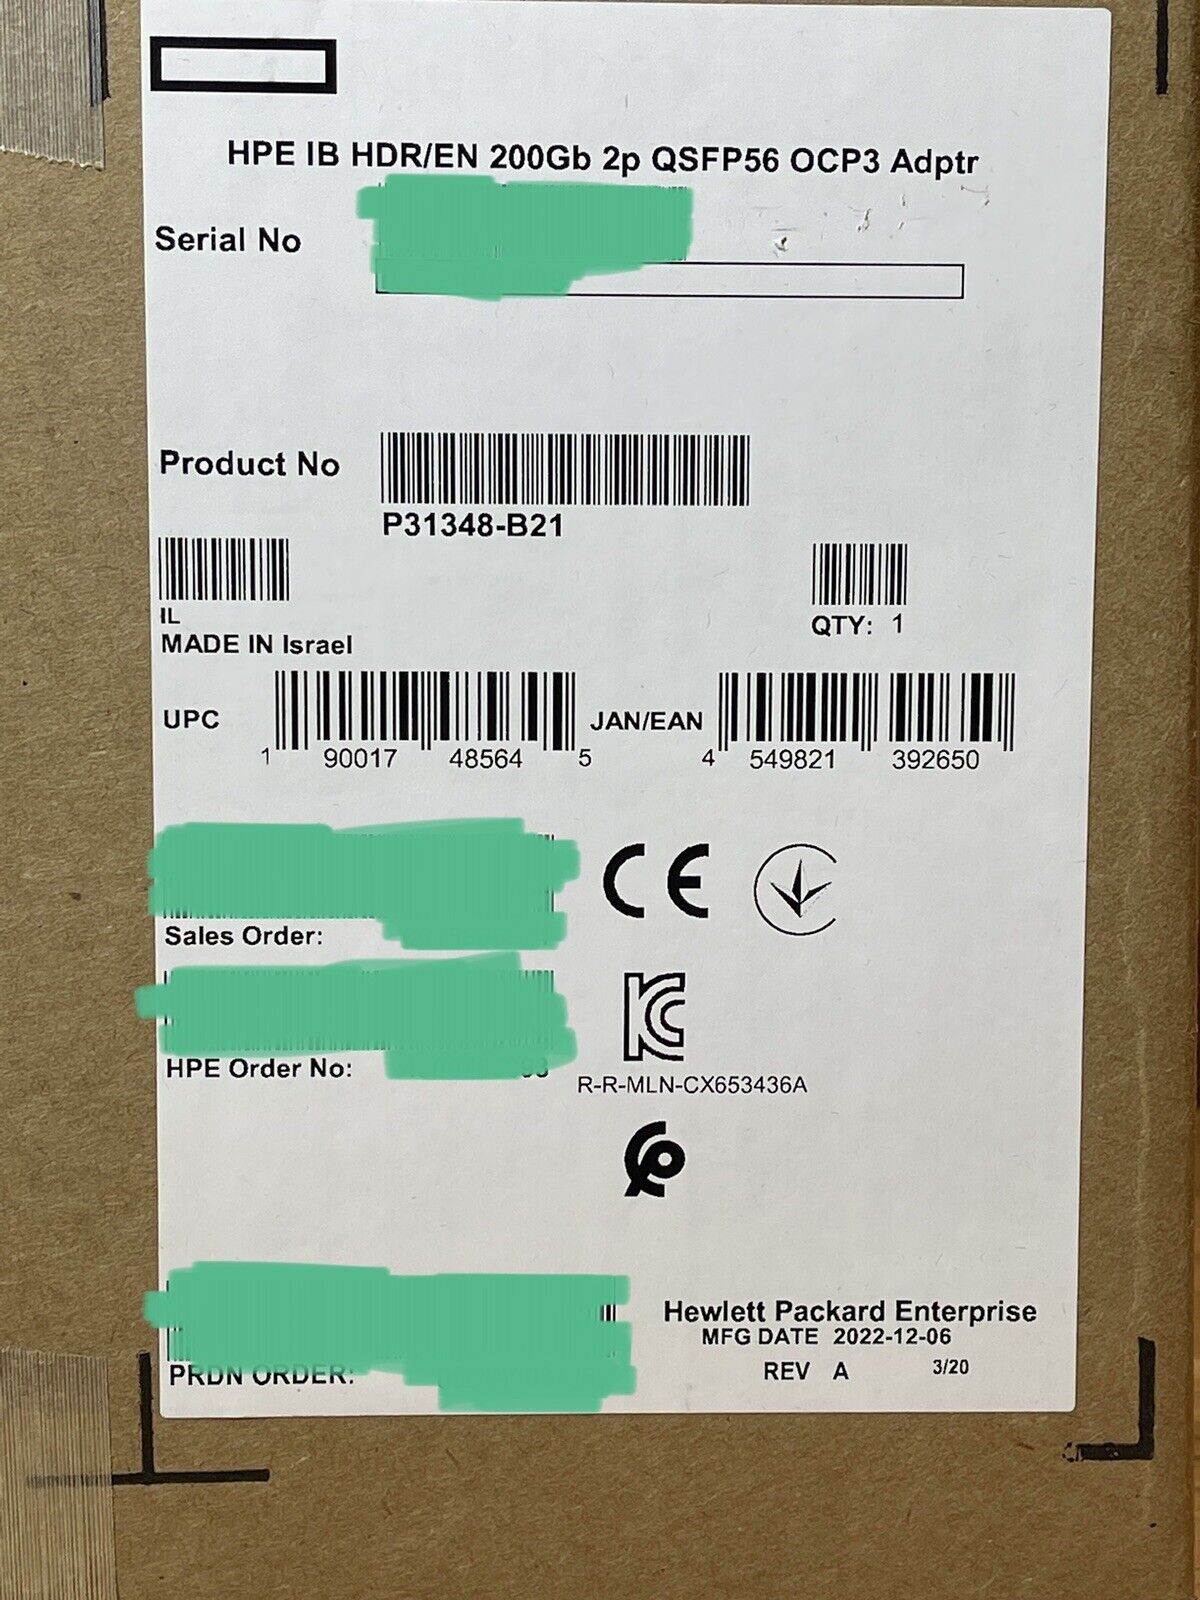 HPE IB HDR/EN 200Gb 2p QSFP56 OCP3 Adptr
Serial No
Product No
P31348-B21
IL
MADE IN Israel
QTY: 1
UPC
1 90017 48564 5
JAN/EAN
4 549821 392650
CE
Sales Order:
HPE Order No:
KC
R-R-MLN-CX653436A
PRDN ORDER:
Hewlett Packard Enterprise
MFG DATE 2022-12-06
REV A 3/20